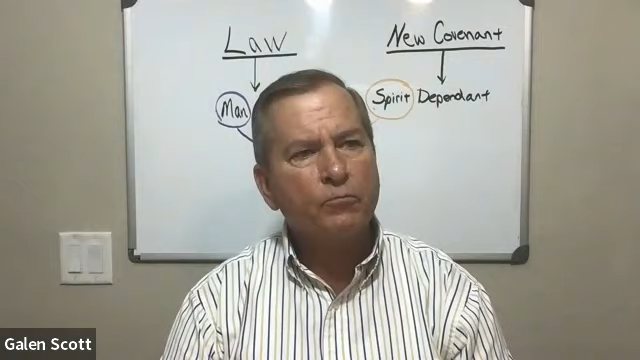 Law
New Covenant
Man
Spirit Dependant
Galen Scott